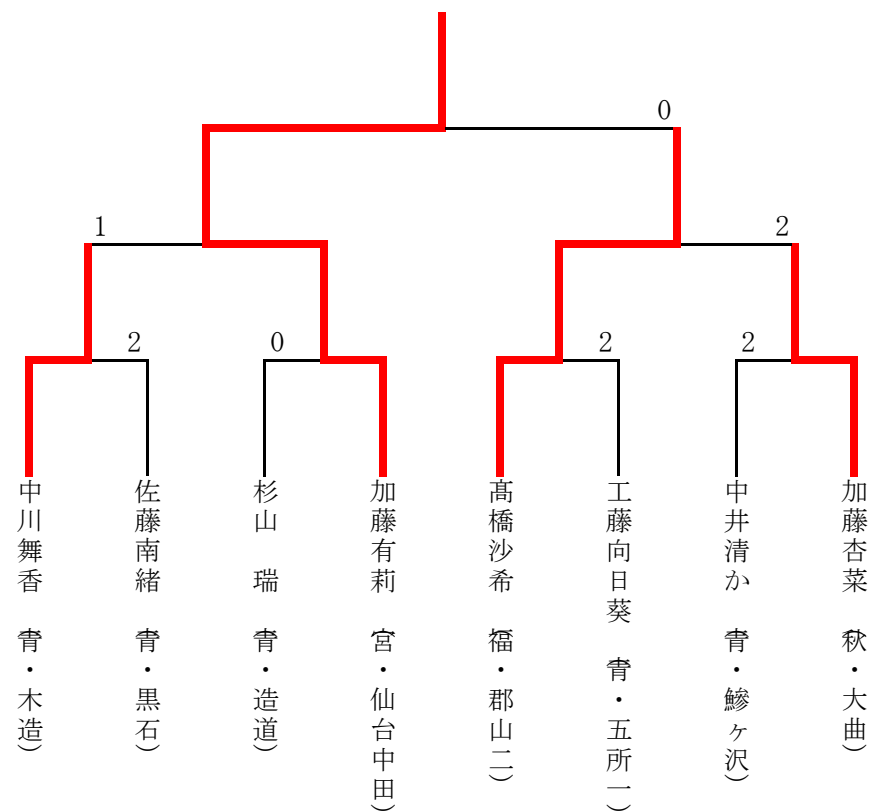 0
1
2
2
0
2
2
中川舞香 (青・木造)
佐藤南緒 (青・黒石)
杉山 瑞 (青・造道)
加藤有莉 (宮・仙台中田)
髙橋沙希 (福・郡山二)
工藤向日葵 (青・五所一)
中井清か (青・鰺ヶ沢)
加藤杏菜 (秋・大曲)